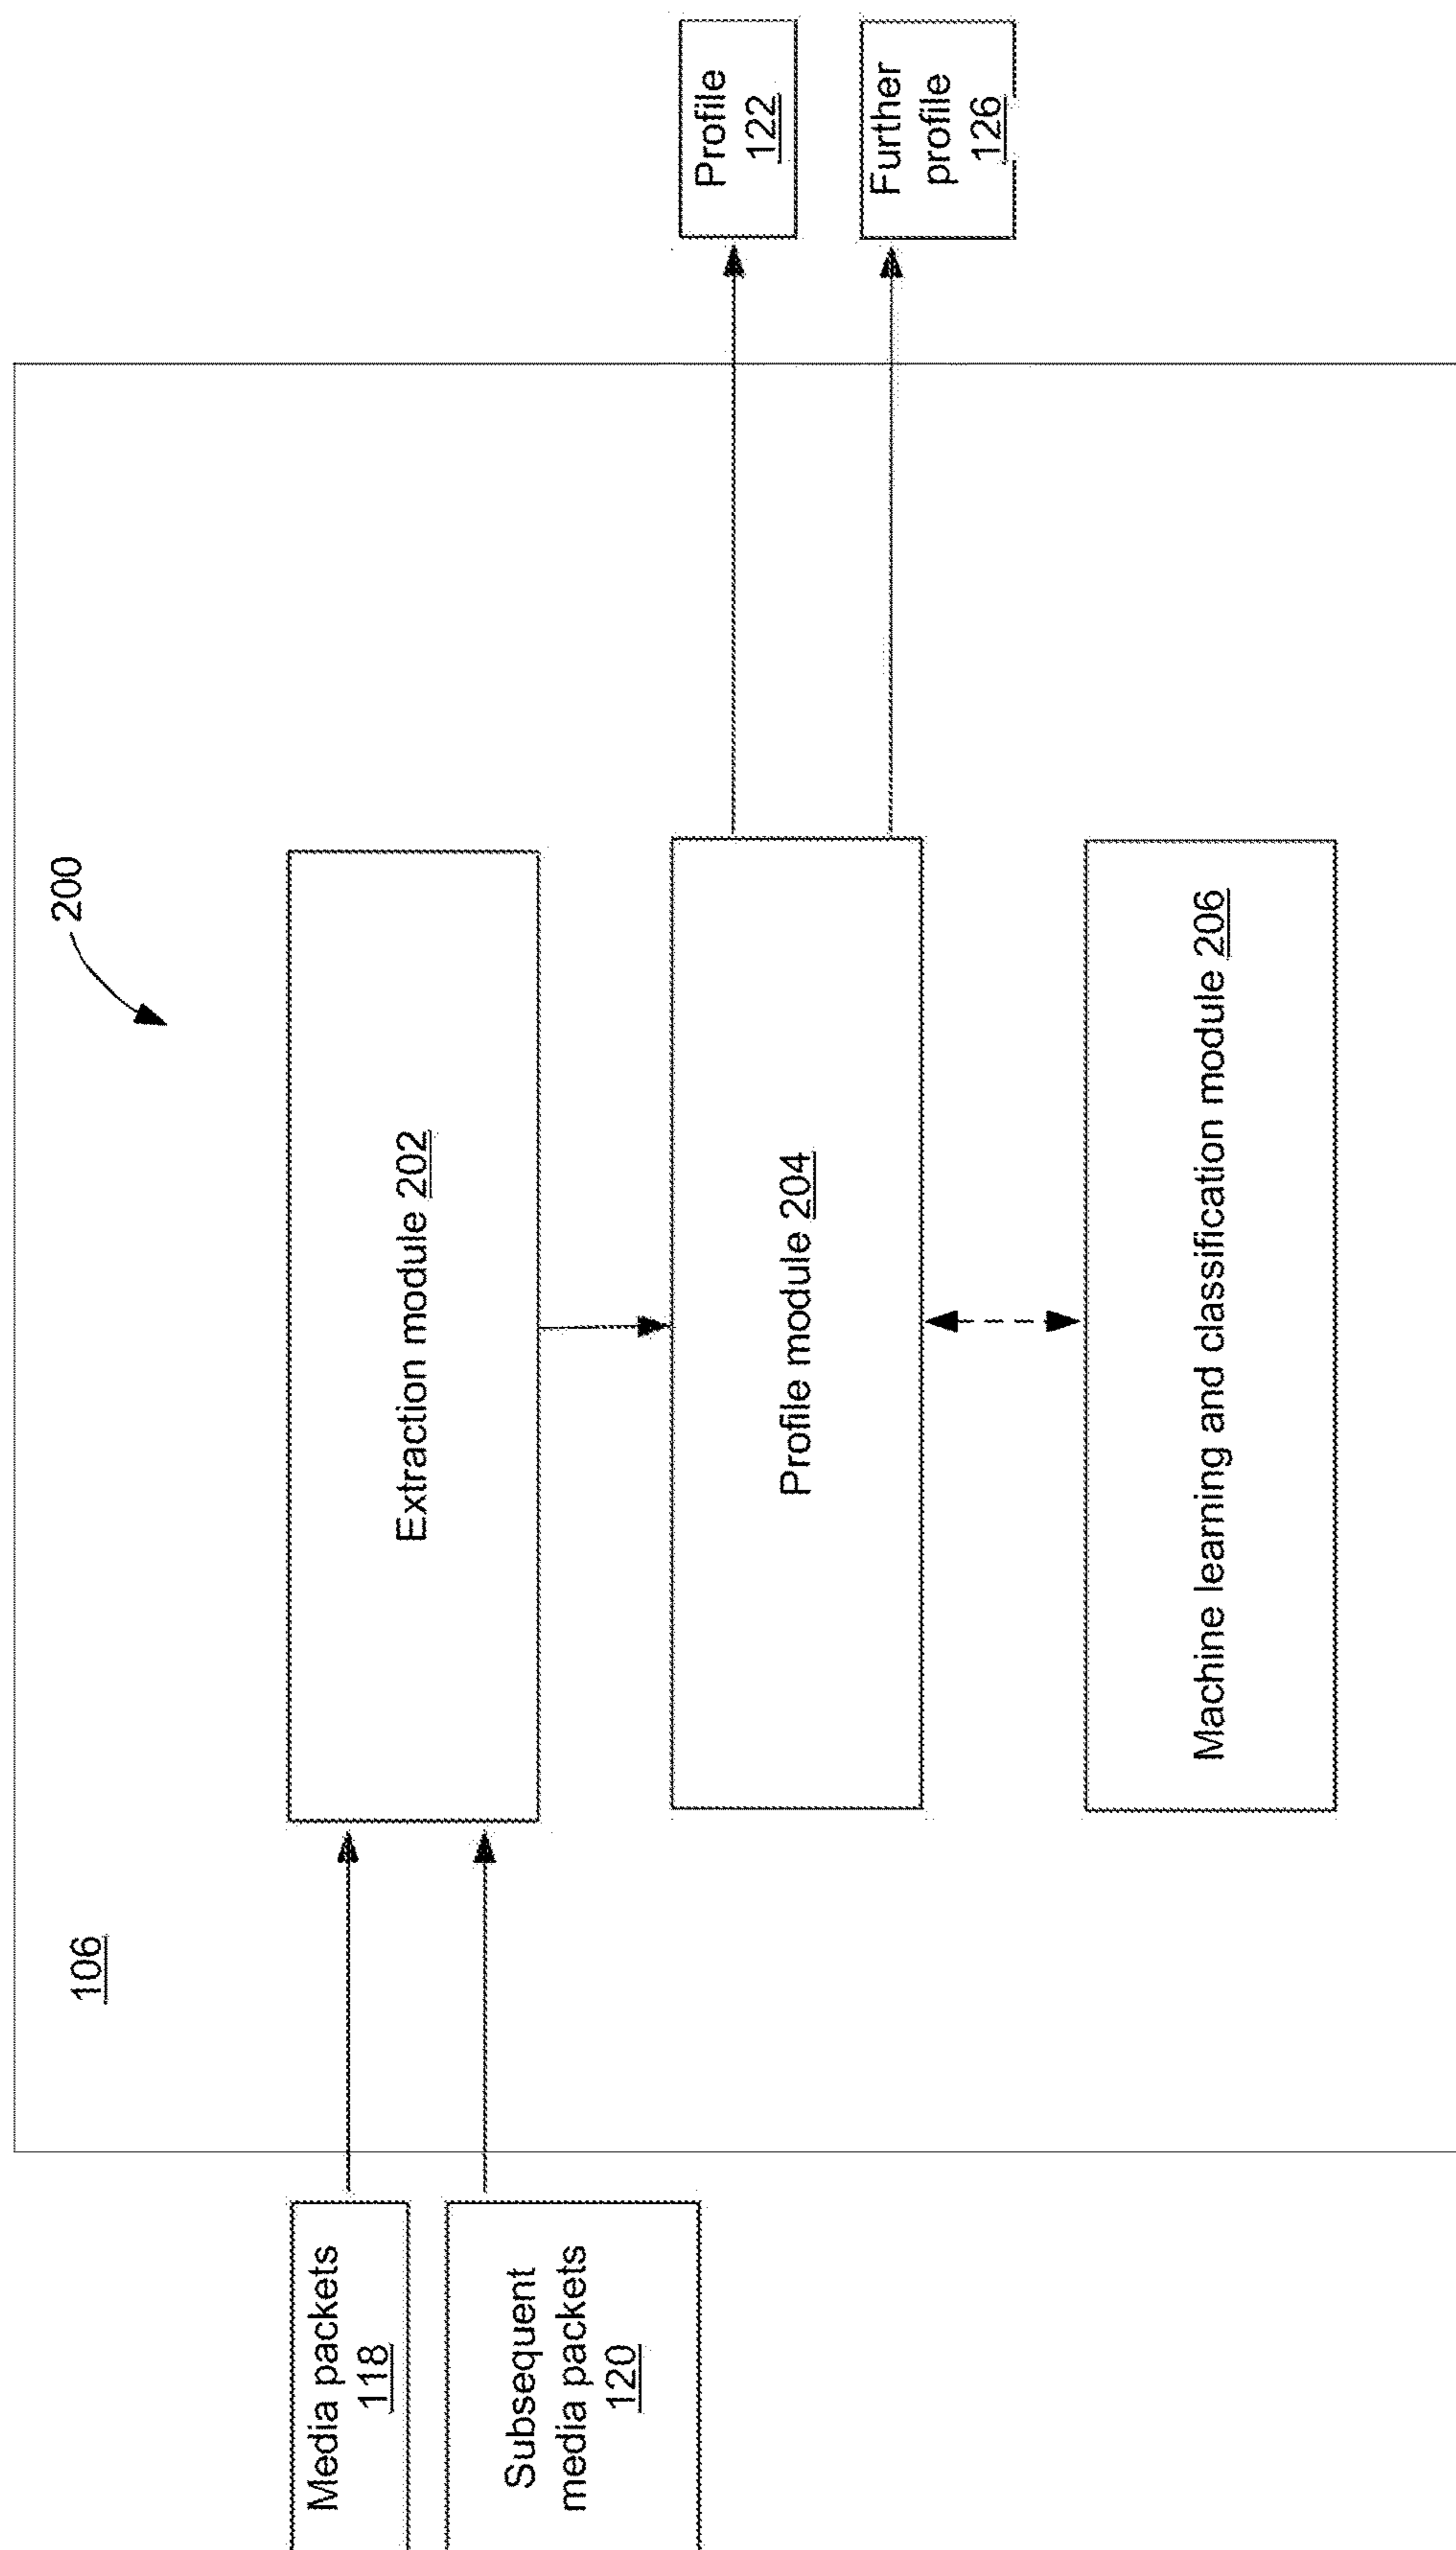 200
106
Media packets
118
Subsequent
media packets
120
Extraction module 202
Profile module 204
Machine learning and classification module 206
Profile
122
Further
profile
126